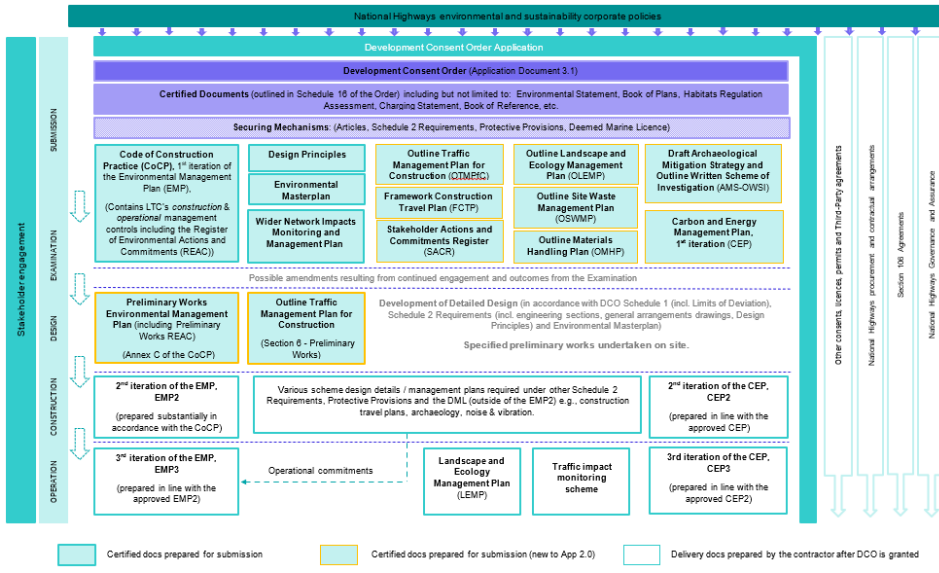 National Highways environmental and sustainability corporate policies
Stakeholder engagement
SUBMISSION
EXAMINATION
DESIGN
CONSTRUCTION
OPERATION
Development Consent Order Application
Development Consent Order (Application Document 3.1)
Certified Documents (outlined in Schedule 16 of the Order) including but not limited to: Environmental Statement, Book of Plans, Habitats Regulation
Assessment, Charging Statement, Book of Reference, etc.
Securing Mechanisms: (Articles, Schedule 2 Requirements, Protective Provisions, Deemed Marine Licence)
Code of Construction
Practice (CoCP), 1st iteration of
the Environmental Management
Plan (EMP),
(Contains LTC's construction &
operational management
controls including the Register
of Environmental Actions and
Commitments (REAC))
Design Principles
Environmental
Masterplan
Wider Network Impacts
Monitoring and
Management Plan
Outline Traffic
Management Plan for
Construction (OTMPfC)
Framework Construction
Travel Plan (FCTP)
Stakeholder Actions and
Commitments Register
(SACR)
Outline Landscape and
Ecology Management
Plan (OLEMP)
Outline Site Waste
Management Plan
(OSWMP)
Outline Materials
Handling Plan (OMHP)
Draft Archaeological
Mitigation Strategy and
Outline Written Scheme of
Investigation (AMS-OWSI)
Carbon and Energy
Management Plan,
1st iteration (CEP)
Possible amendments resulting from continued engagement and outcomes from the Examination
Preliminary Works
Environmental Management
Plan (including Preliminary
Works REAC)
(Annex C of the CoCP)
Outline Traffic
Management Plan for
Construction
(Section 6 - Preliminary
Works)
Development of Detailed Design (in accordance with DCO Schedule 1 (incl. Limits of Deviation),
Schedule 2 Requirements (incl. engineering sections, general arrangements drawings, Design
Principles) and Environmental Masterplan)
Specified preliminary works undertaken on site.
2nd iteration of the EMP,
EMP2
(prepared substantially in
accordance with the CoCP)
Various scheme design details / management plans required under other Schedule 2
Requirements, Protective Provisions and the DML (outside of the EMP2) e.g., construction
travel plans, archaeology, noise & vibration.
2nd iteration of the CEP,
CEP2
(prepared in line with the
approved CEP)
3rd iteration of the EMP,
EMP3
(prepared in line with the
approved EMP2)
Operational commitments
Landscape and
Ecology
Management Plan
(LEMP)
Traffic impact
monitoring
scheme
3rd iteration of the CEP,
CEP3
(prepared in line with the
approved CEP2)
Other consents, licences, permits and Third-Party agreements
National Highways procurement and contractual arrangements
Section 106 Agreements
National Highways Governance and Assurance
Certified docs prepared for submission
Certified docs prepared for submission (new to App 2.0)
Delivery docs prepared by the contractor after DCO is granted